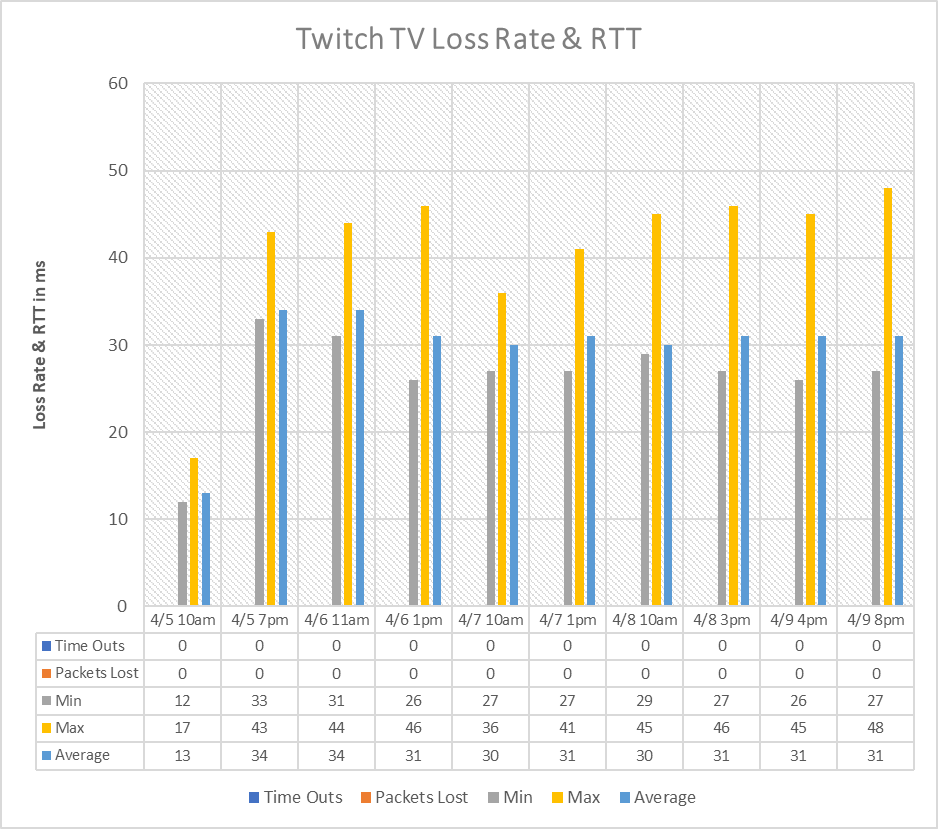 Twitch TV Loss Rate & RTT
60
50
40
30
20
10
0
Loss Rate & RTT in ms
4/5 10am 4/5 7pm 4/6 11am 4/6 1pm 4/7 10am 4/7 1pm 4/8 10am 4/8 3pm 4/9 4pm 4/9 8pm
Time Outs 0 0 0 0 0 0 0 0 0 0
Packets Lost 0 0 0 0 0 0 0 0 0 0
Min 12 33 31 26 27 27 29 27 26 27
Max 17 43 44 46 36 41 45 46 45 48
Average 13 34 34 31 30 31 30 31 31 31
Time Outs Packets Lost Min Max Average